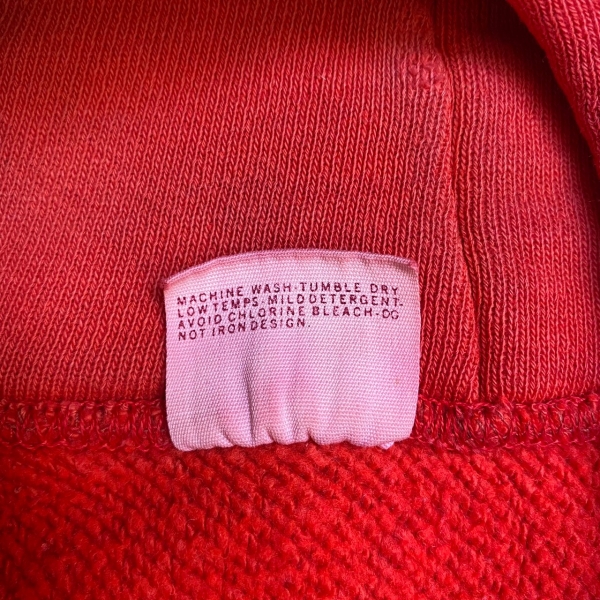 MACHINE WASH·TUMBLE DRY
LOW TEMPS·MILD DETERGENT·
AVOID CHLORINE BLEACH-DO
NOT IRON DESIGN.